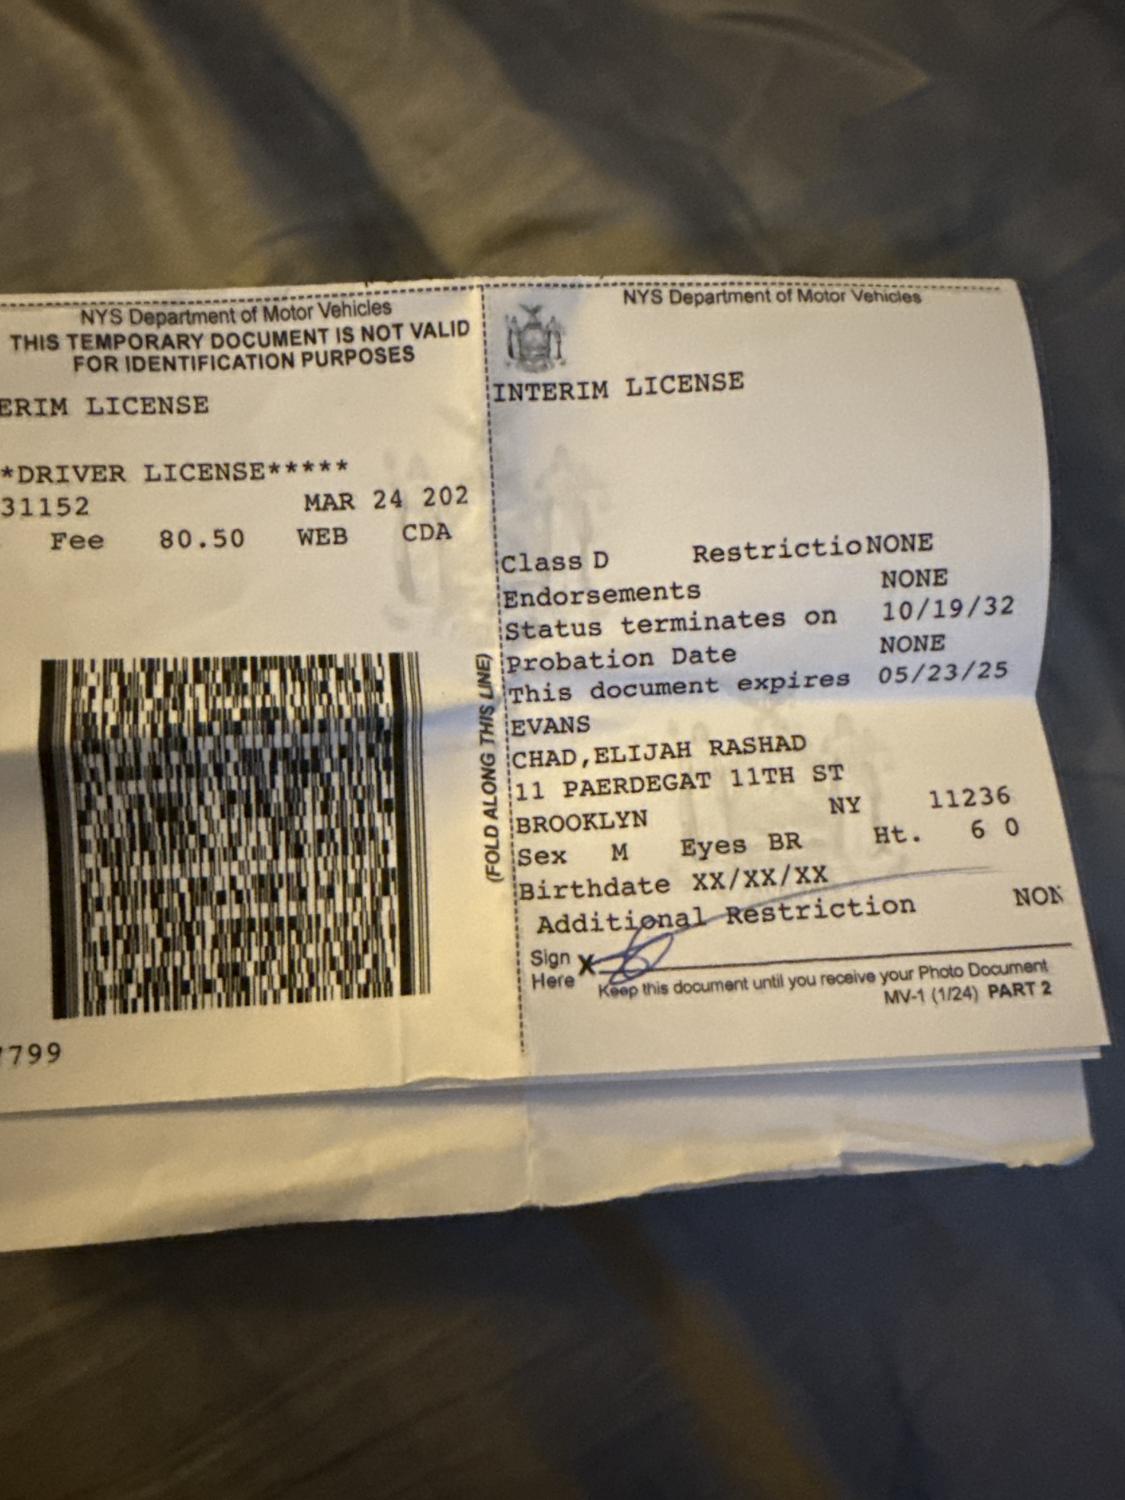 NYS Department of Motor Vehicles
THIS TEMPORARY DOCUMENT IS NOT VALID
FOR IDENTIFICATION PURPOSES
ERIM LICENSE
*DRIVER LICENSE*****
31152 MAR 24 202
Fee 80.50 WEB CDA
7799
(FOLD ALONG THIS LINE)
NYS Department of Motor Vehicles
INTERIM LICENSE
Class D RestrictioNONE
Endorsements NONE
Status terminates on 10/19/32
Probation Date NONE
This document expires 05/23/25
EVANS
CHAD,ELIJAH RASHAD
11 PAERDEGAT 11TH ST
BROOKLYN NY 11236
Sex M Eyes BR Ht. 6 0
Birthdate XX/XX/XX
Additional Restriction NON
Sign
Here X
Keep this document until you receive your Photo Document
MV-1 (1/24) PART 2